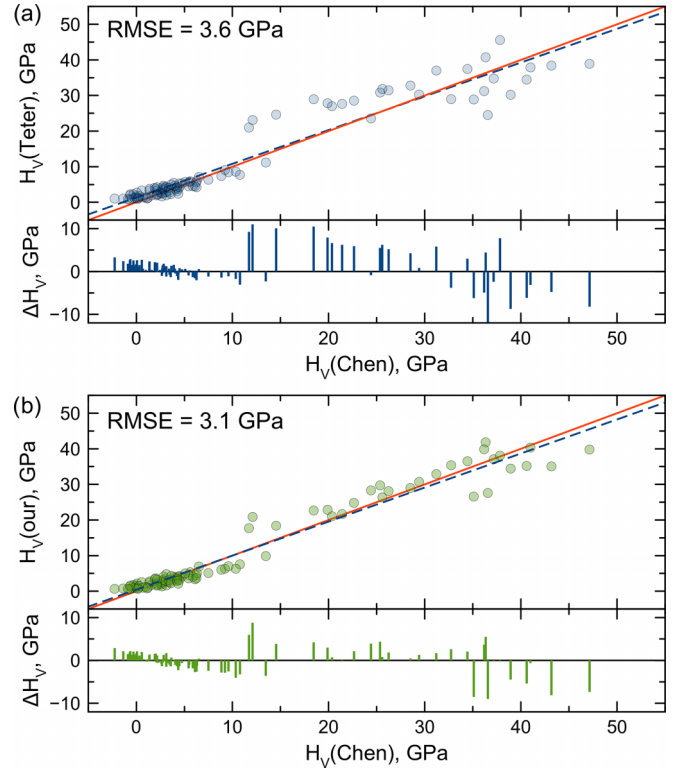 (a)
RMSE = 3.6 GPa
50
40
30
20
10
0
H_V(Teter), GPa
10
0
−10
ΔH_V, GPa
0 10 20 30 40 50
H_V(Chen), GPa
(b)
RMSE = 3.1 GPa
50
40
30
20
10
0
H_V(our), GPa
10
0
−10
ΔH_V, GPa
0 10 20 30 40 50
H_V(Chen), GPa